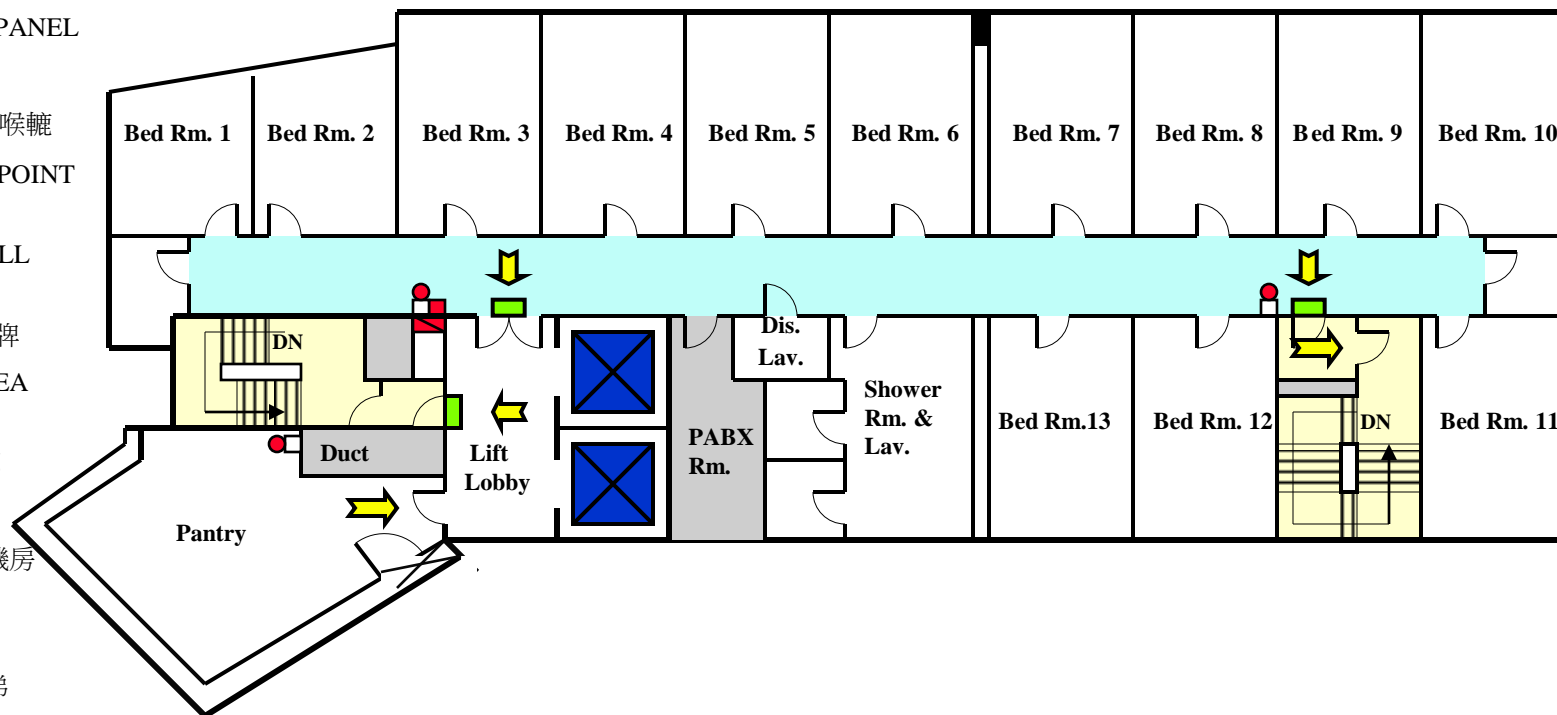 PANEL
喉轆
POINT
LL
牌
EA
機房
Bed Rm. 1
Bed Rm. 2
Bed Rm. 3
Bed Rm. 4
Bed Rm. 5
Bed Rm. 6
Bed Rm. 7
Bed Rm. 8
Bed Rm. 9
Bed Rm. 10
DN
Dis.
Lav.
Shower
Rm. &
Lav.
Bed Rm.13
Bed Rm. 12
DN
Bed Rm. 11
Duct
Lift
Lobby
PABX
Rm.
Pantry